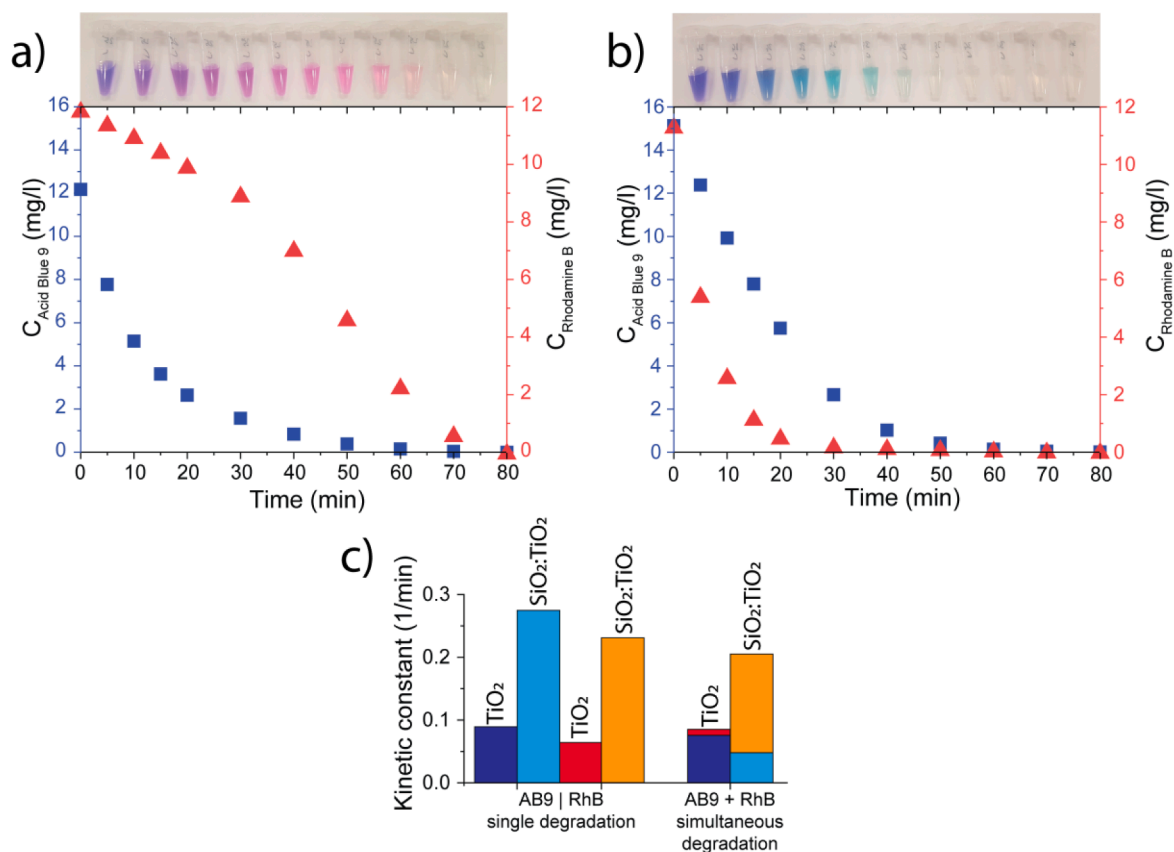 a)
16
14
12
10
8
6
4
2
0
C Acid Blue 9 (mg/l)
12
10
8
6
4
2
0
C Rhodamine B (mg/l)
0 10 20 30 40 50 60 70 80
Time (min)
b)
16
14
12
10
8
6
4
2
0
C Acid Blue 9 (mg/l)
12
10
8
6
4
2
0
C Rhodamine B (mg/l)
0 10 20 30 40 50 60 70 80
Time (min)
c)
Kinetic constant (1/min)
0.3
0.2
0.1
0.0
TiO₂
SiO₂:TiO₂
TiO₂
SiO₂:TiO₂
TiO₂
SiO₂:TiO₂
AB9 | RhB
single degradation
AB9 + RhB
simultaneous
degradation